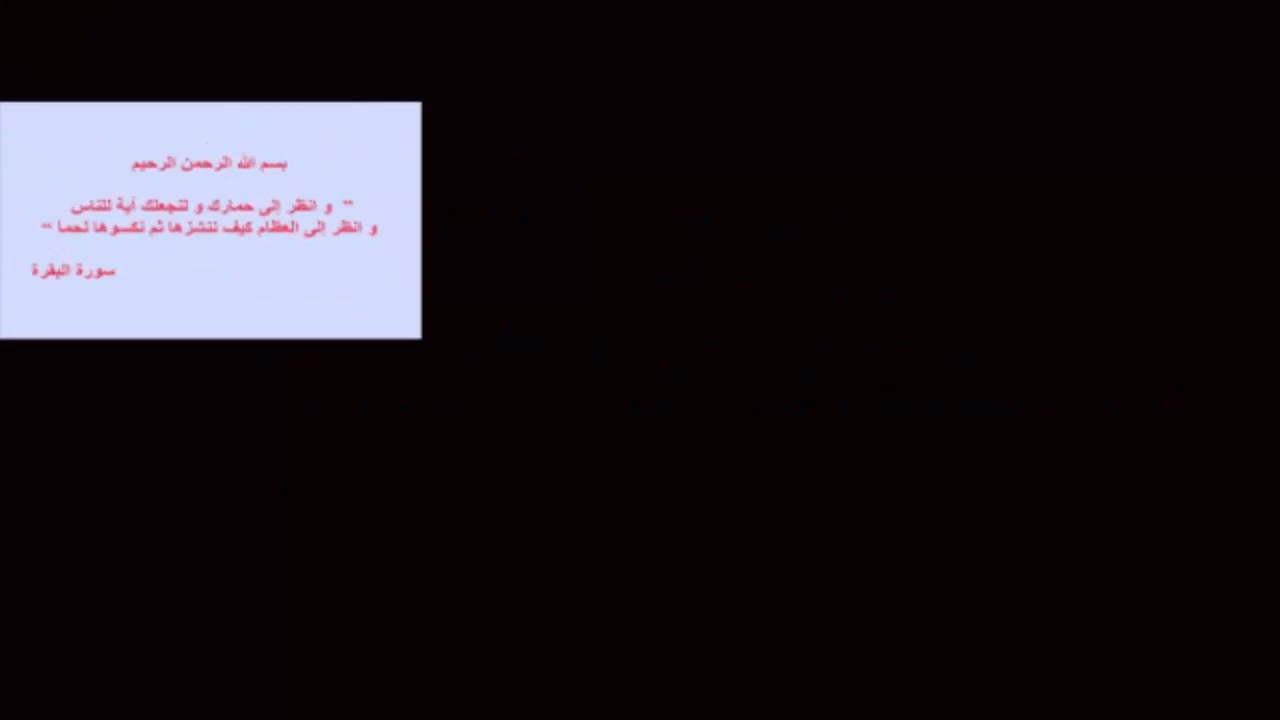 بسم الله الرحمن الرحيم
" و انظر إلى حمارك و لنجعلك آية للناس
و انظر إلى العظام كيف ننشزها ثم نكسوها لحما "
سورة البقرة